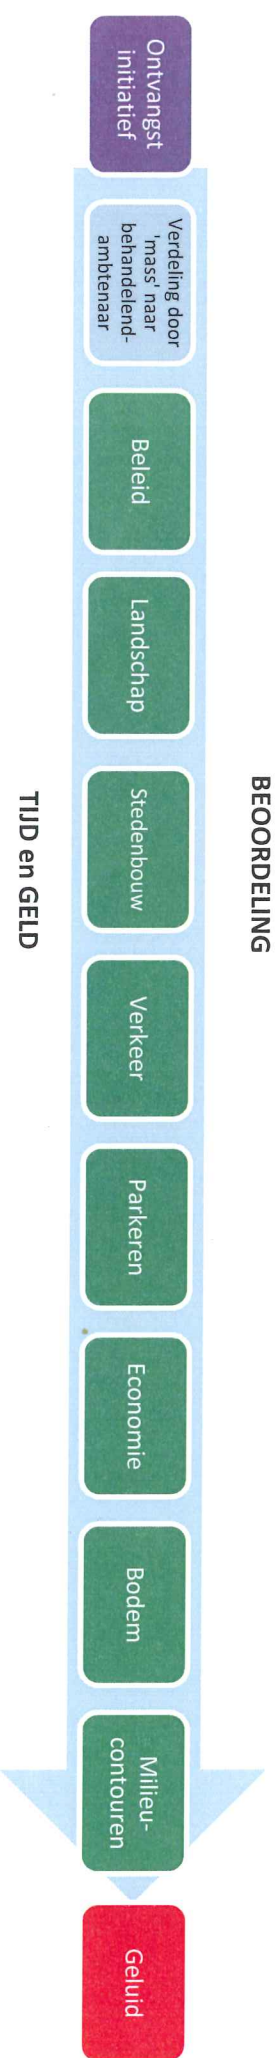 BEOORDELING
Ontvangst
initiatief
Verdeling door
'mass' naar
behandelend-
ambtenaar
Beleid
Landschap
Stedenbouw
Verkeer
Parkeren
Economie
Bodem
Milieu-
contouren
Geluid
TIJD en GELD